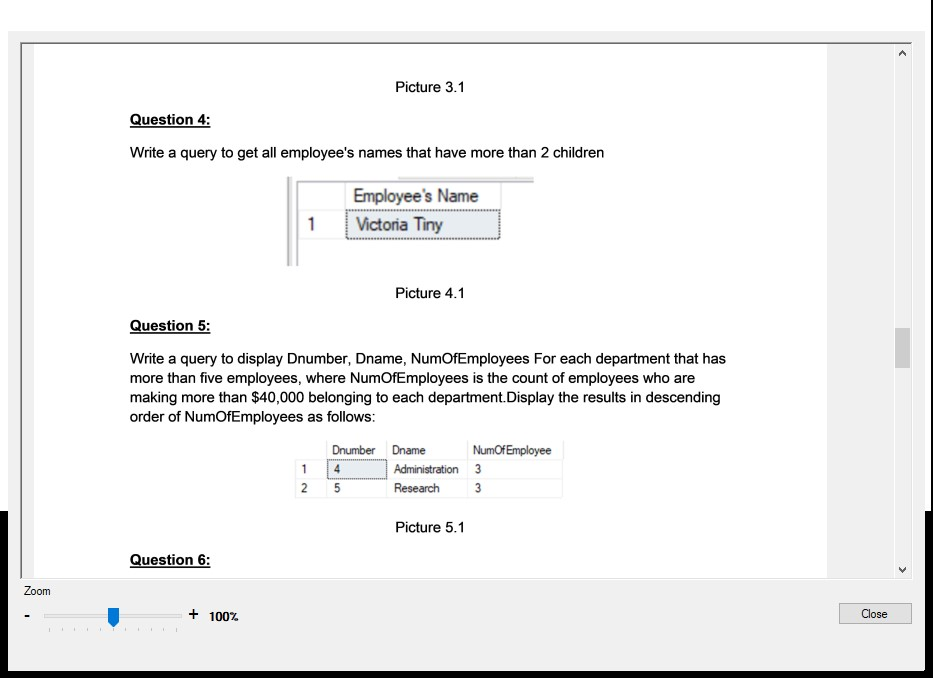 Picture 3.1
Question 4:
Write a query to get all employee's names that have more than 2 children
Employee's Name
1 Victoria Tiny
Picture 4.1
Question 5:
Write a query to display Dnumber, Dname, NumOfEmployees For each department that has
more than five employees, where NumOfEmployees is the count of employees who are
making more than $40,000 belonging to each department.Display the results in descending
order of NumOfEmployees as follows:
Dnumber Dname NumOfEmployee
1 4 Administration 3
2 5 Research 3
Picture 5.1
Question 6:
Zoom
- + 100%
Close